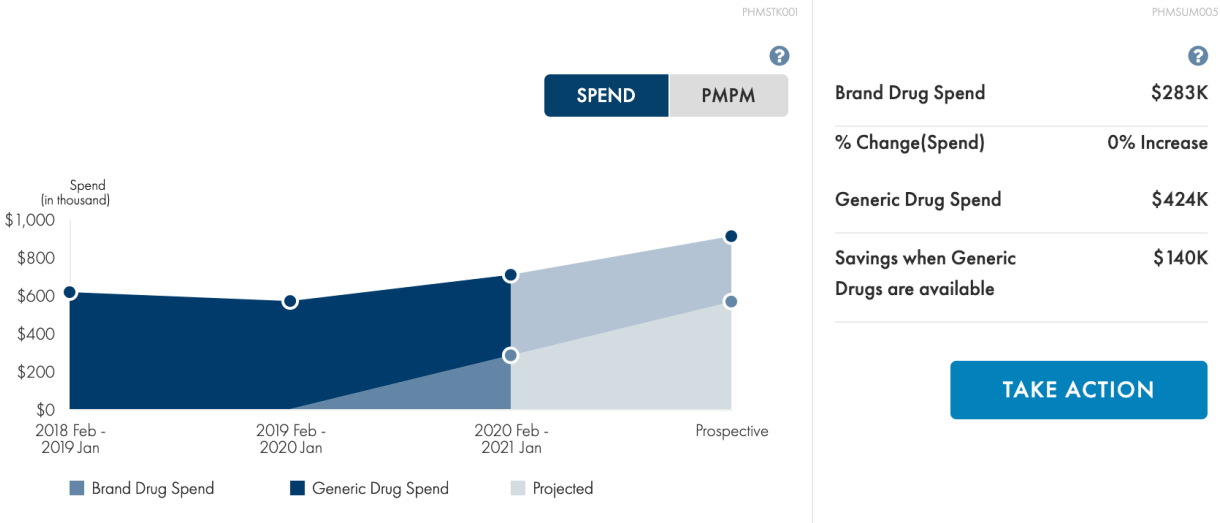 PHMSTK001
?
SPEND
PMPM
Spend
(in thousand)
$1,000
$800
$600
$400
$200
$0
2018 Feb -
2019 Jan
2019 Feb -
2020 Jan
2020 Feb -
2021 Jan
Prospective
Brand Drug Spend
Generic Drug Spend
Projected
PHMSUM005
?
Brand Drug Spend $283K
% Change(Spend) 0% Increase
Generic Drug Spend $424K
Savings when Generic $140K
Drugs are available
TAKE ACTION